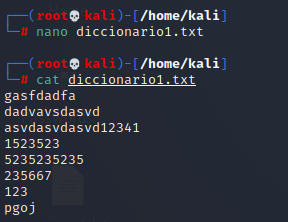 (root💀kali)-[/home/kali]
# nano diccionario1.txt
(root💀kali)-[/home/kali]
# cat diccionario1.txt
gasfdadfa
dadvavsdasvd
asvdasvdasvd12341
1523523
5235235235
235667
123
pgoj